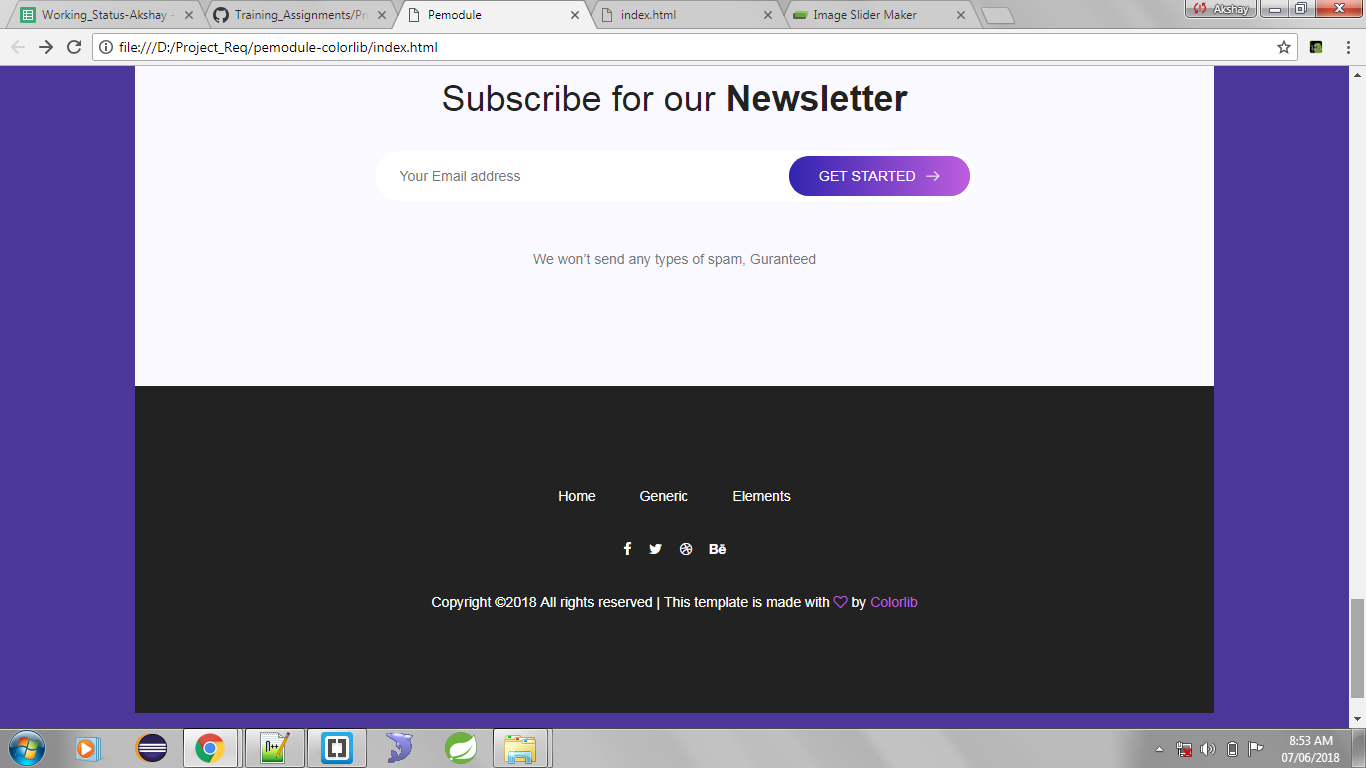 Working_Status-Akshay -
Training_Assignments/Pr
Pemodule
index.html
Image Slider Maker
Akshay
file:///D:/Project_Req/pemodule-colorlib/index.html
Subscribe for our Newsletter
Your Email address
GET STARTED →
We won’t send any types of spam, Guranteed
Home Generic Elements
Bē
Copyright ©2018 All rights reserved | This template is made with ♡ by Colorlib
8:53 AM
07/06/2018